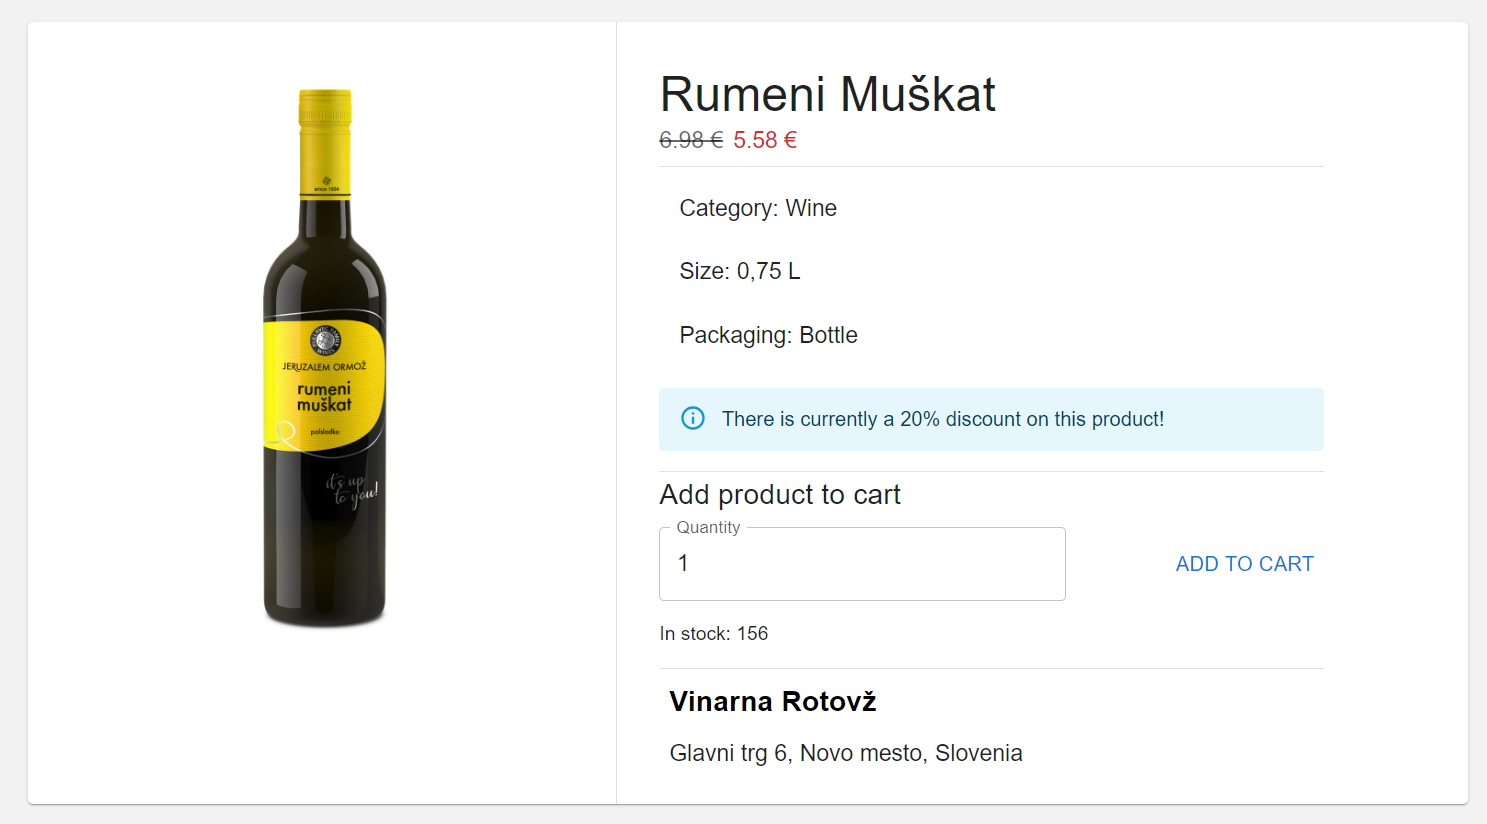 since 1934
JERUZALEM ORMOŽ
rumeni
muškat
polsladko
it's up
to you!
Rumeni Muškat
6.98 € 5.58 €
Category: Wine
Size: 0,75 L
Packaging: Bottle
There is currently a 20% discount on this product!
Add product to cart
Quantity
1
ADD TO CART
In stock: 156
Vinarna Rotovž
Glavni trg 6, Novo mesto, Slovenia